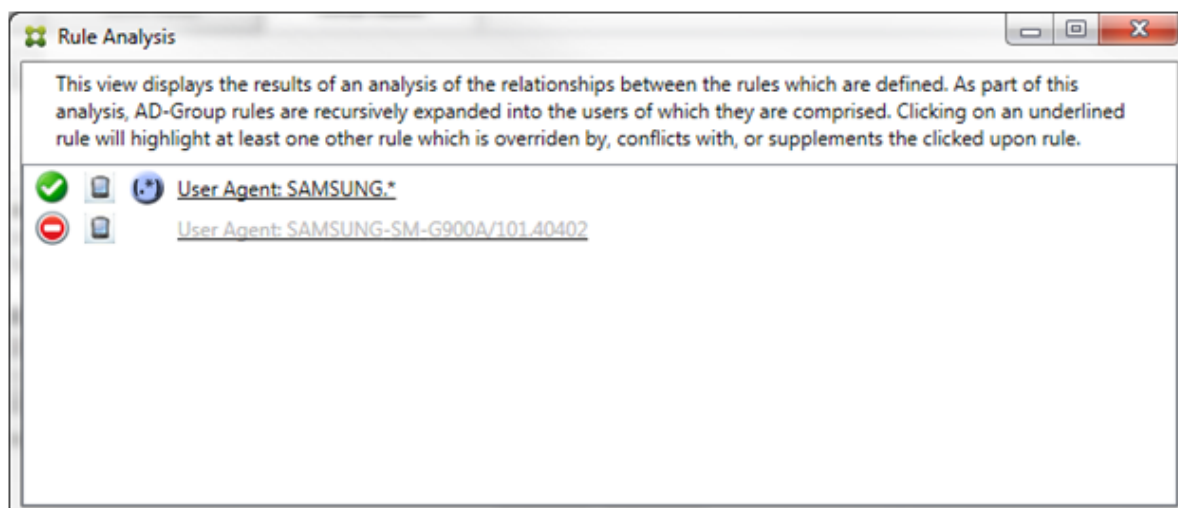 Rule Analysis
This view displays the results of an analysis of the relationships between the rules which are defined. As part of this
analysis, AD-Group rules are recursively expanded into the users of which they are comprised. Clicking on an underlined
rule will highlight at least one other rule which is overriden by, conflicts with, or supplements the clicked upon rule.
(.*) User Agent: SAMSUNG.*
User Agent: SAMSUNG-SM-G900A/101.40402